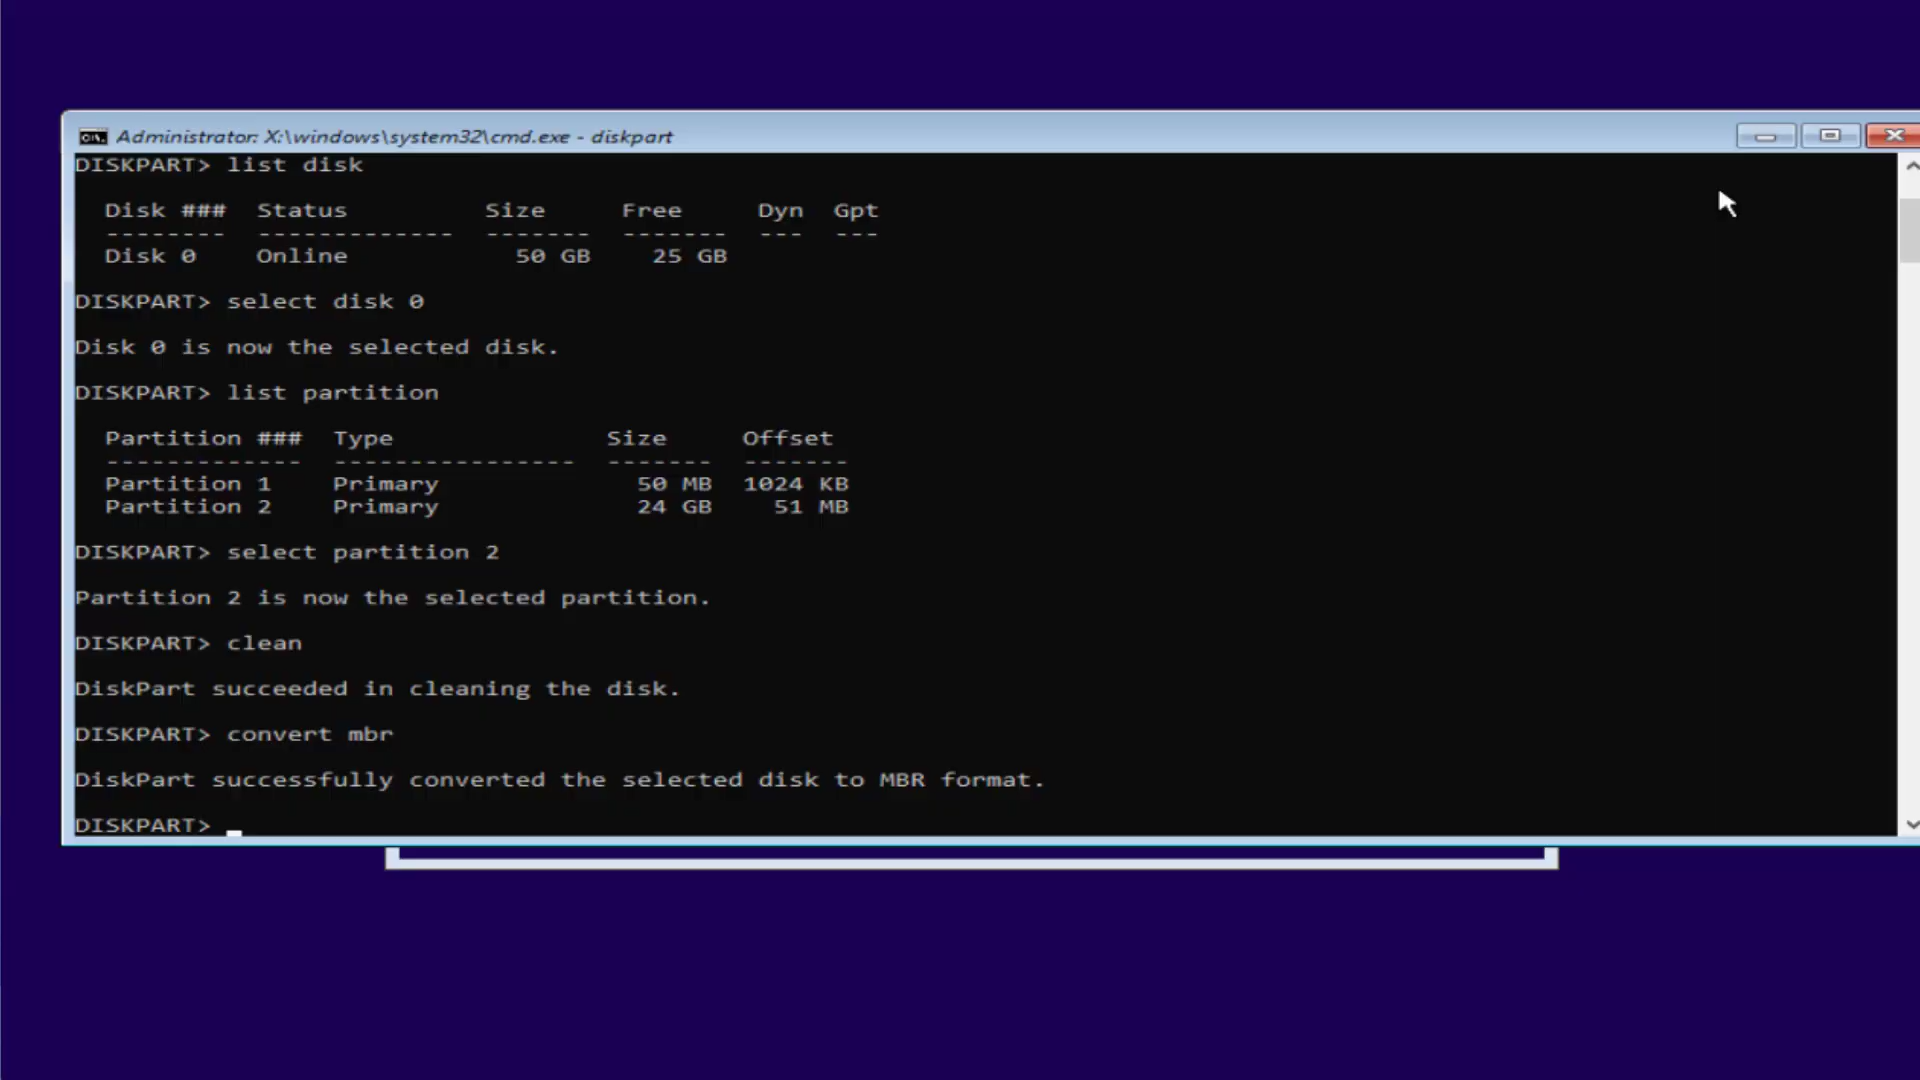 Administrator: X:\windows\system32\cmd.exe - diskpart
DISKPART> list disk
Disk ###  Status         Size     Free     Dyn  Gpt
--------  -------------  -------  -------  ---  ---
Disk 0    Online           50 GB    25 GB
DISKPART> select disk 0
Disk 0 is now the selected disk.
DISKPART> list partition
Partition ###  Type              Size     Offset
-------------  ----------------  -------  -------
Partition 1    Primary             50 MB  1024 KB
Partition 2    Primary             24 GB    51 MB
DISKPART> select partition 2
Partition 2 is now the selected partition.
DISKPART> clean
DiskPart succeeded in cleaning the disk.
DISKPART> convert mbr
DiskPart successfully converted the selected disk to MBR format.
DISKPART>